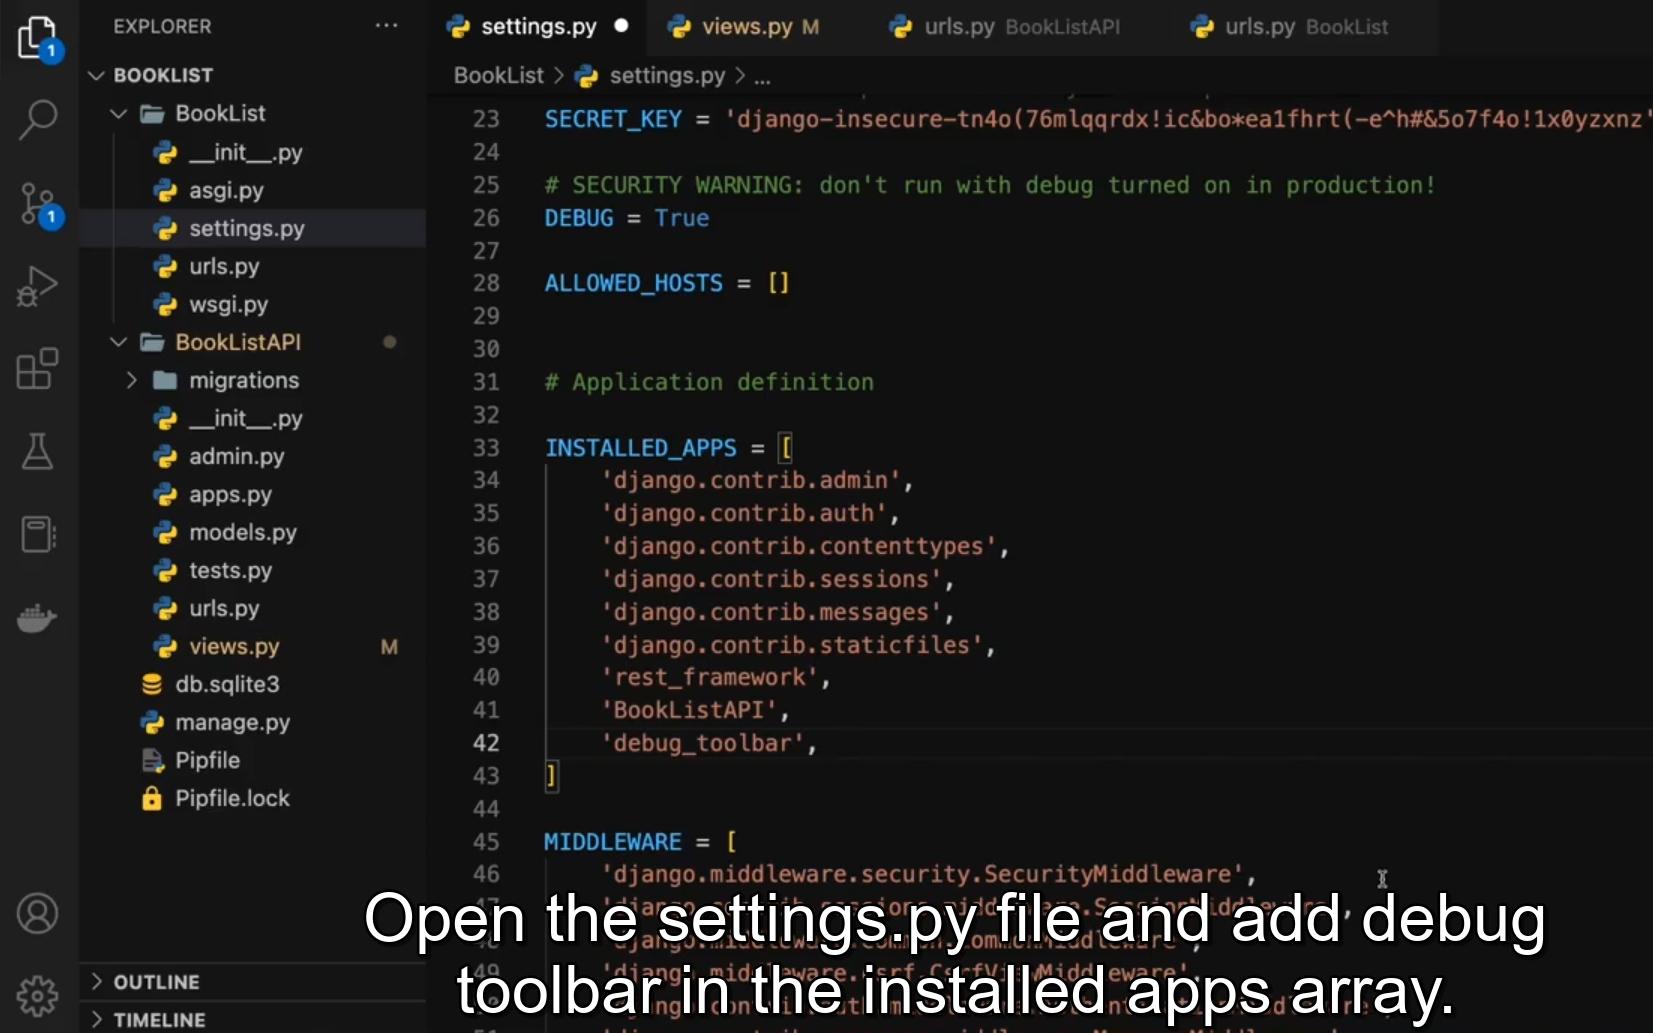 EXPLORER
settings.py
views.py M
urls.py BookListAPI
urls.py BookList
BOOKLIST
BookList
__init__.py
asgi.py
settings.py
urls.py
wsgi.py
BookListAPI
migrations
__init__.py
admin.py
apps.py
models.py
tests.py
urls.py
views.py M
db.sqlite3
manage.py
Pipfile
Pipfile.lock
OUTLINE
TIMELINE
1
1
BookList > settings.py > ...
23 SECRET_KEY = 'django-insecure-tn4o(76mlqqrdx!ic&bo*ea1fhrt(-e^h#&5o7f4o!1x0yzxnz'
24
25 # SECURITY WARNING: don't run with debug turned on in production!
26 DEBUG = True
27
28 ALLOWED_HOSTS = []
29
30
31 # Application definition
32
33 INSTALLED_APPS = [
34 'django.contrib.admin',
35 'django.contrib.auth',
36 'django.contrib.contenttypes',
37 'django.contrib.sessions',
38 'django.contrib.messages',
39 'django.contrib.staticfiles',
40 'rest_framework',
41 'BookListAPI',
42 'debug_toolbar',
43 ]
44
45 MIDDLEWARE = [
46 'django.middleware.security.SecurityMiddleware',
Open the settings.py file and add debug
toolbar in the installed apps array.